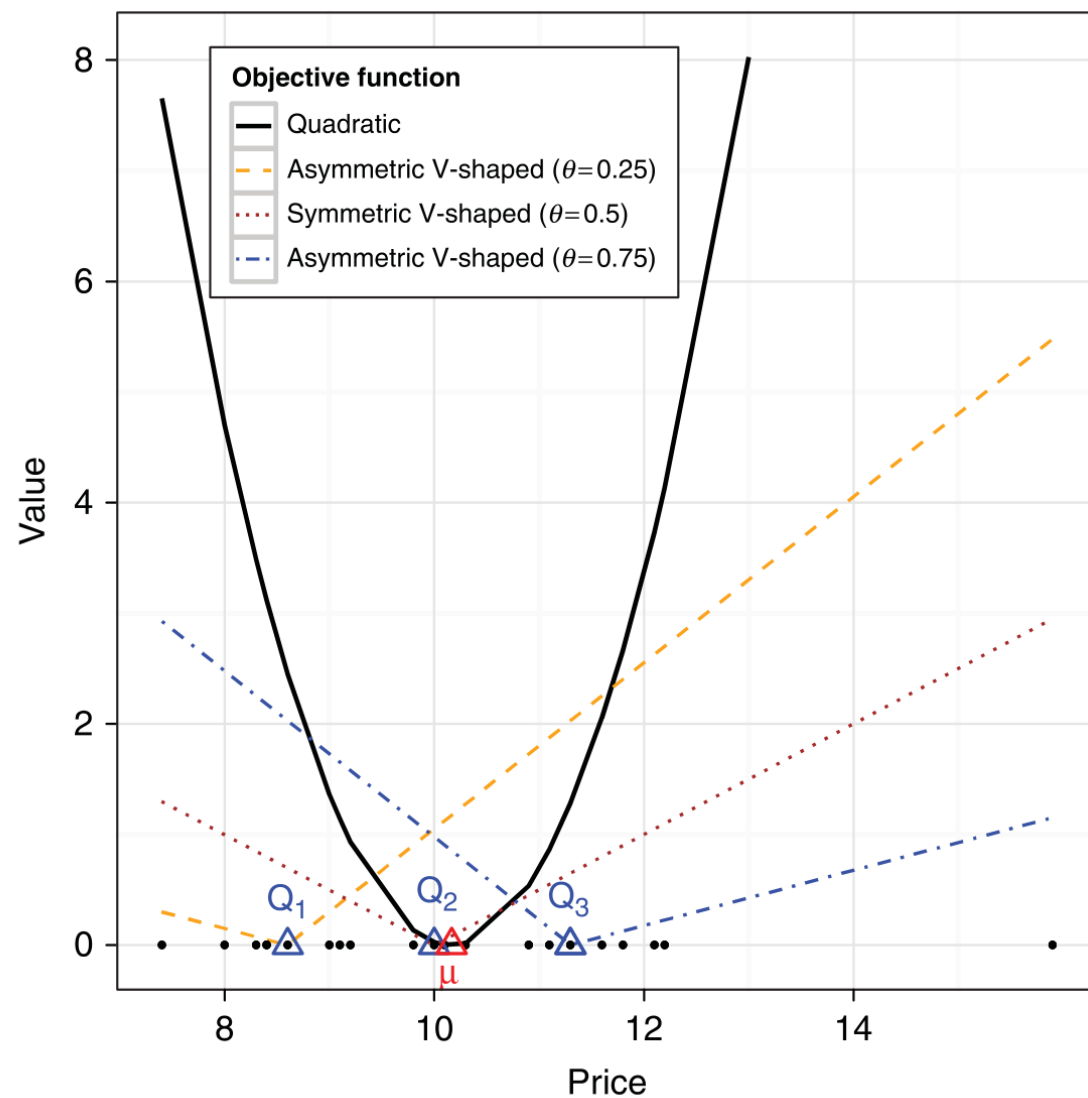 8
6
4
2
0
Value
Objective function
Quadratic
Asymmetric V-shaped (θ=0.25)
Symmetric V-shaped (θ=0.5)
Asymmetric V-shaped (θ=0.75)
Q1
Q2
Q3
μ
8
10
12
14
Price